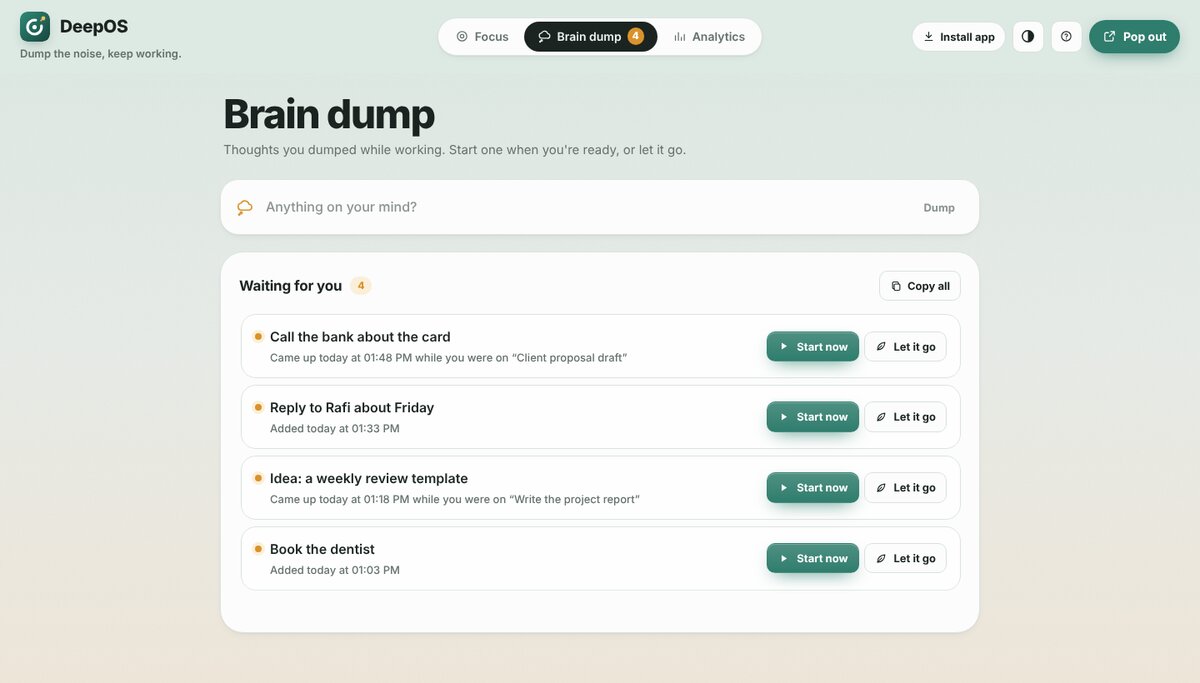 DeepOS
Dump the noise, keep working.
Focus
Brain dump 4
Analytics
Install app
Pop out
Brain dump
Thoughts you dumped while working. Start one when you're ready, or let it go.
Anything on your mind?
Dump
Waiting for you 4
Copy all
Call the bank about the card
Came up today at 01:48 PM while you were on “Client proposal draft”
Start now
Let it go
Reply to Rafi about Friday
Added today at 01:33 PM
Start now
Let it go
Idea: a weekly review template
Came up today at 01:18 PM while you were on “Write the project report”
Start now
Let it go
Book the dentist
Added today at 01:03 PM
Start now
Let it go